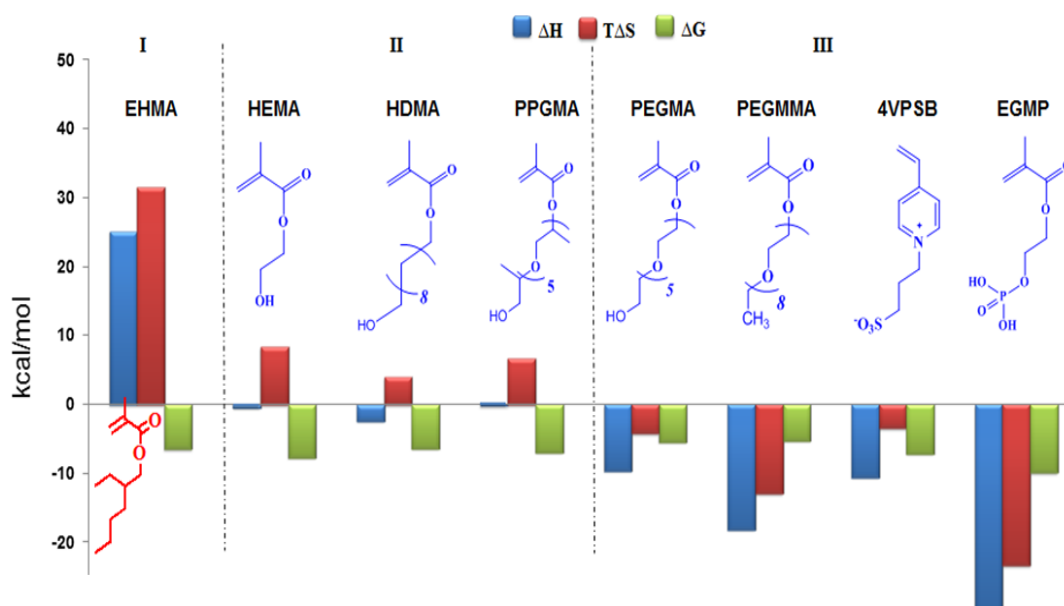 ΔH TΔS ΔG
I II III
EHMA HEMA HDMA PPGMA PEGMA PEGMMA 4VPSB EGMP
kcal/mol
50
40
30
20
10
0
-10
-20
O
O
O
O
OH
O
O
8
HO
O
O
O
5
HO
O
O
O
5
HO
O
O
O
8
CH3
N
+
-O3S
O
O
O
HO
P
O
OH